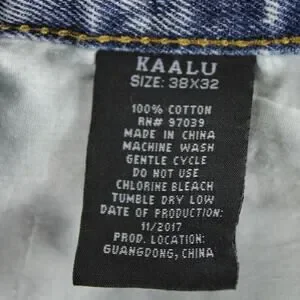 KAALU
SIZE: 38X32
100% COTTON
RN# 97039
MADE IN CHINA
MACHINE WASH
GENTLE CYCLE
DO NOT USE
CHLORINE BLEACH
TUMBLE DRY LOW
DATE OF PRODUCTION:
11/2017
PROD. LOCATION:
GUANGDONG, CHINA